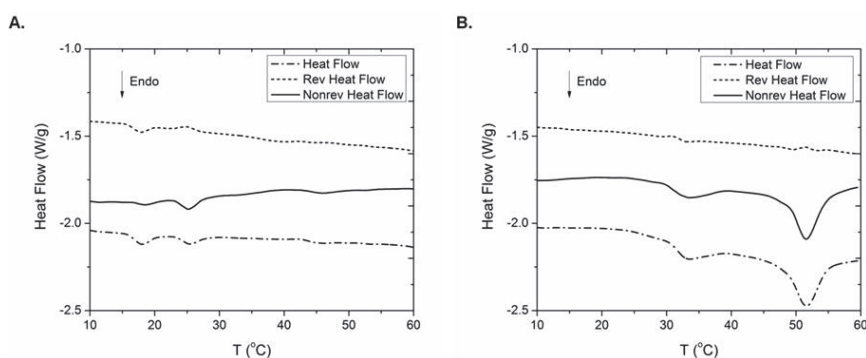 A.
-1.0
Heat Flow
Rev Heat Flow
Nonrev Heat Flow
Endo
-1.5
-2.0
-2.5
Heat Flow (W/g)
10 20 30 40 50 60
T (°C)
B.
-1.0
Heat Flow
Rev Heat Flow
Nonrev Heat Flow
Endo
-1.5
-2.0
-2.5
Heat Flow (W/g)
10 20 30 40 50 60
T (°C)